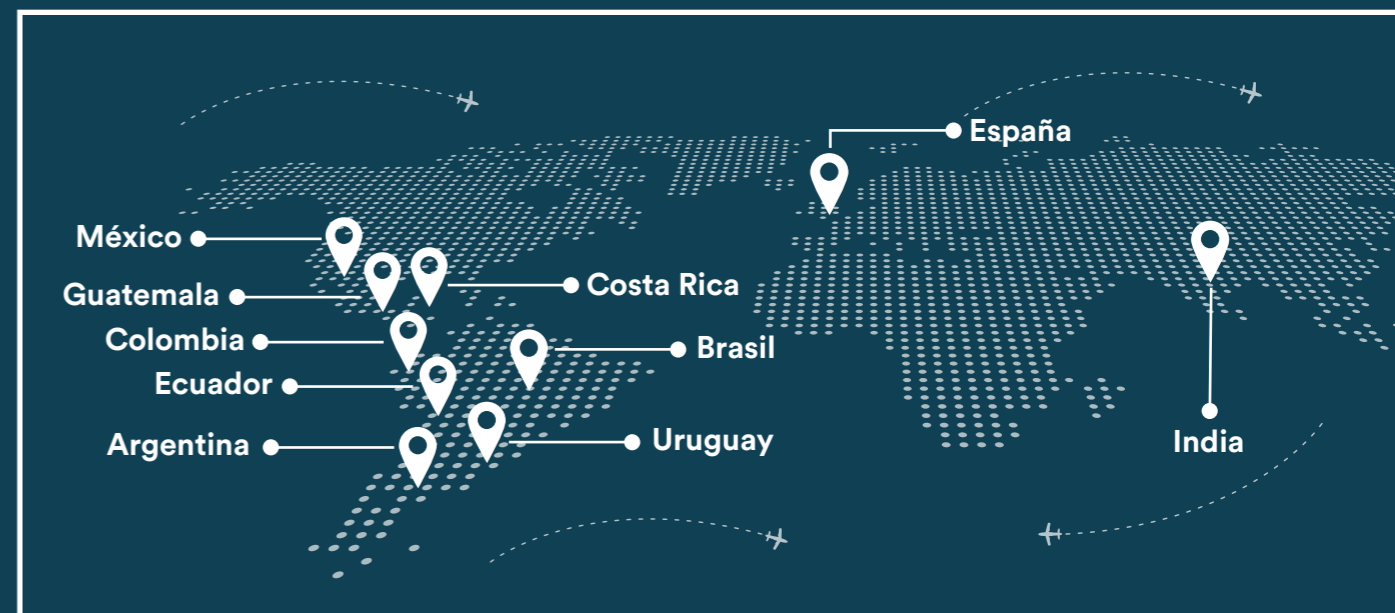 España
México
Costa Rica
Guatemala
Colombia
Brasil
Ecuador
Argentina
Uruguay
India